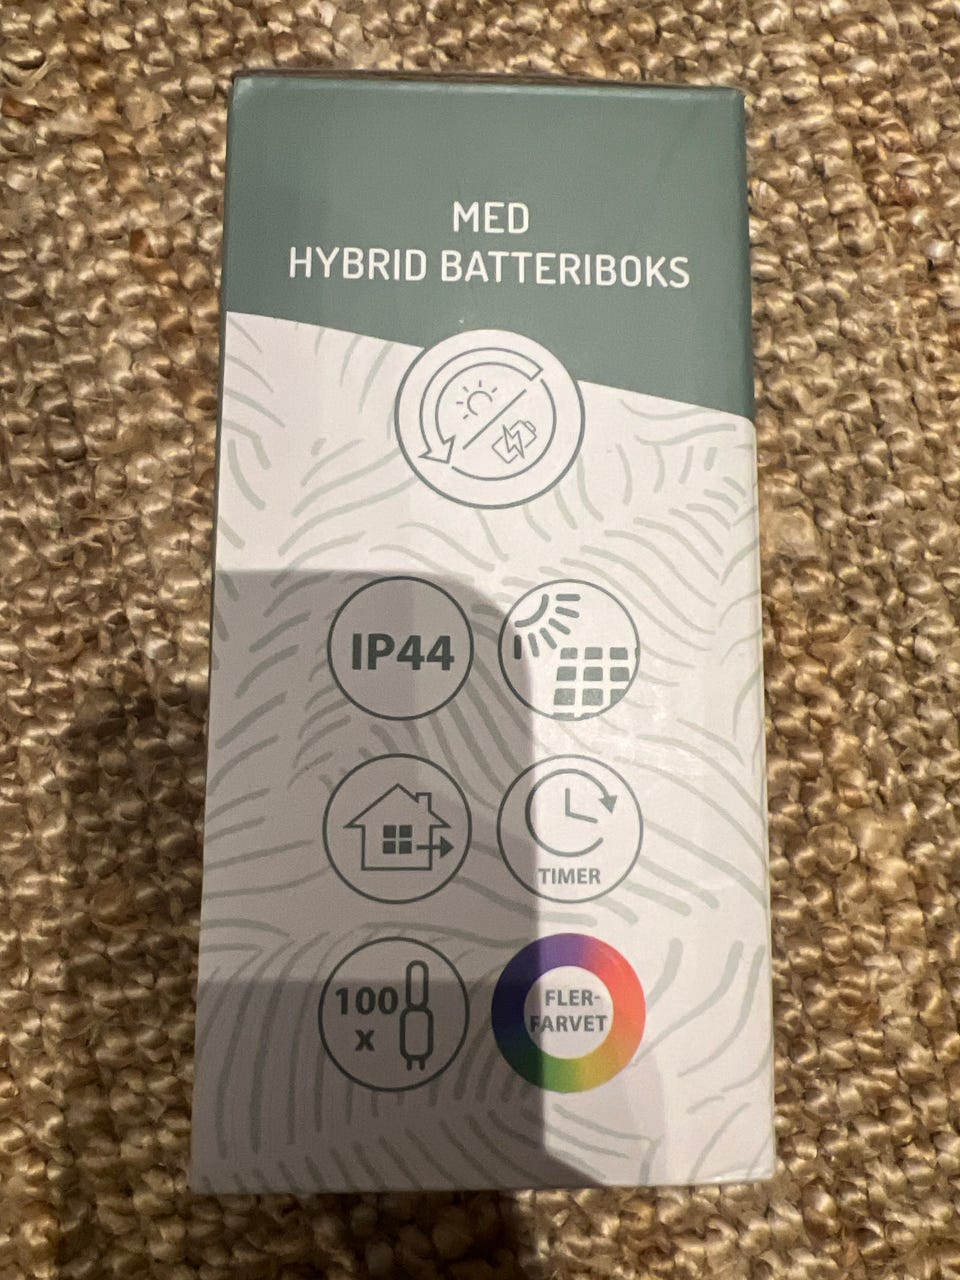 MED
HYBRID BATTERIBOKS
IP44
TIMER
100
x
FLER-
FARVET